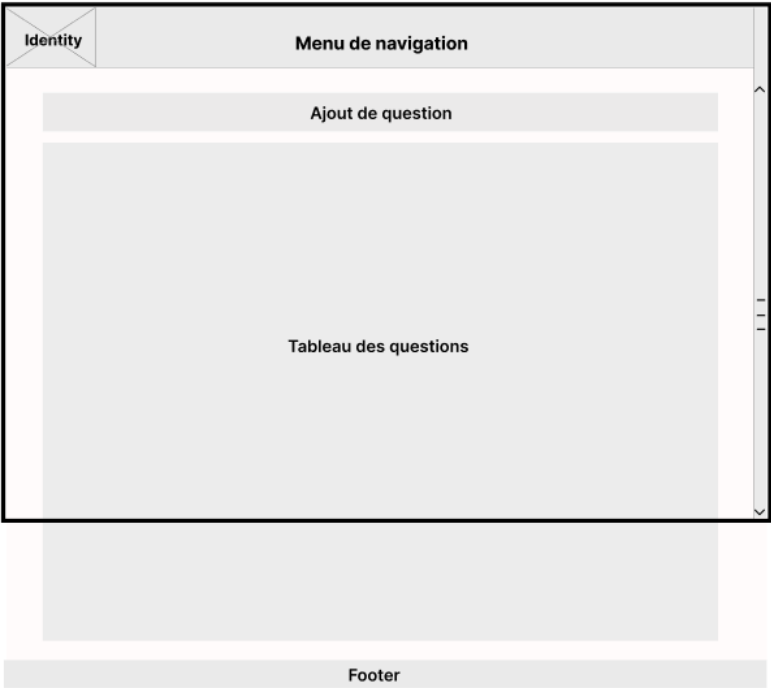 Identity
Menu de navigation
Ajout de question
Tableau des questions
Footer